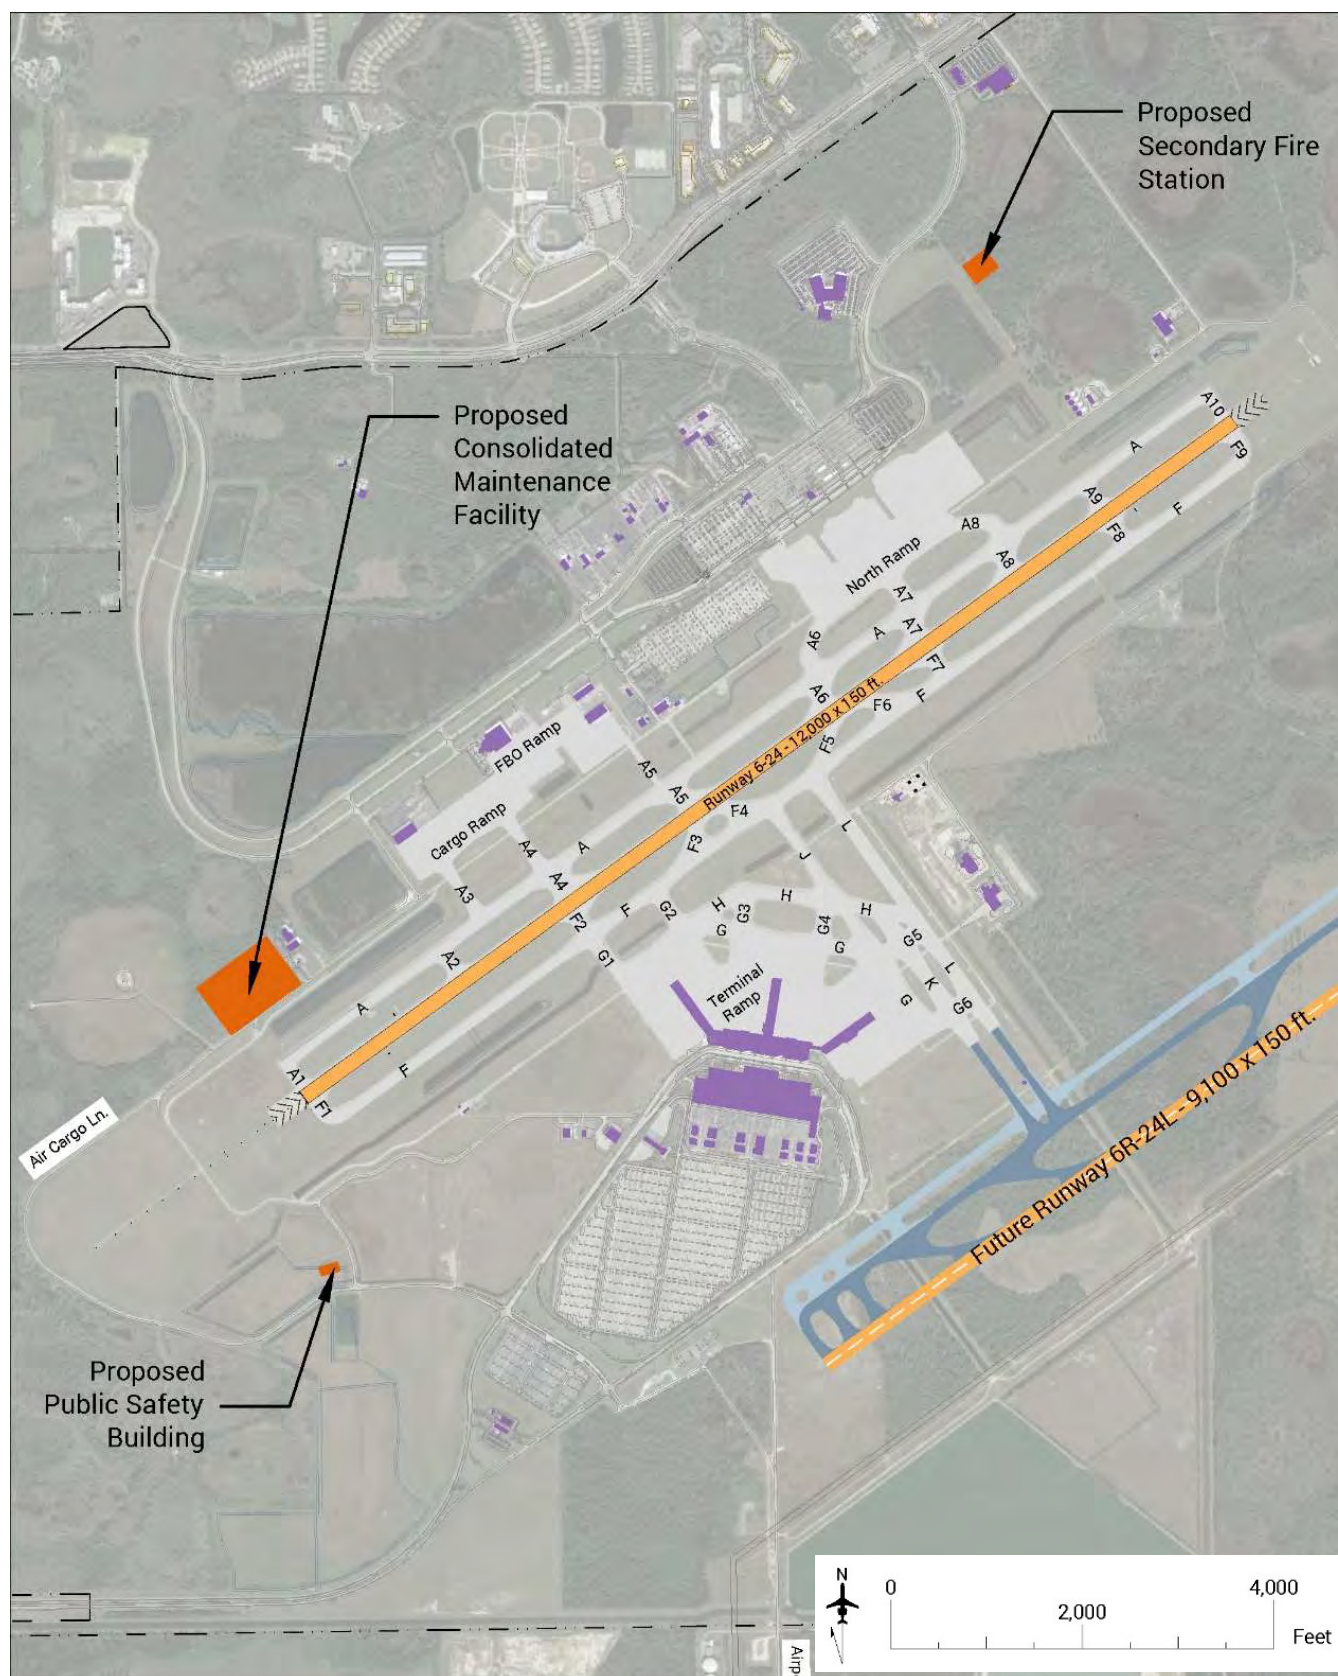 Proposed
Secondary Fire
Station
Proposed
Consolidated
Maintenance
Facility
A10
A
F9
A9
F
F8
A8
A8
North Ramp
A7
A6
A
A7
F7
A6
F
F6
Runway 6-24 - 12,000 x 150 ft.
F5
FBO Ramp
A5
A5
F4
Cargo Ramp
L
A4
A
F3
J
A4
A3
H
H
H
F
G2
G3
G4
F2
G
G
G5
A2
G1
L
Terminal
Ramp
K
G
G6
A
F
A1
F1
Air Cargo Ln.
Future Runway 6R-24L - 9,100 x 150 ft.
Proposed
Public Safety
Building
N
0
4,000
2,000
Feet
Airp